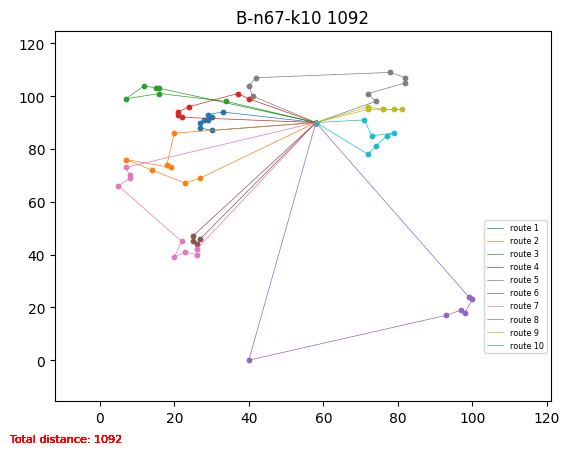 B-n67-k10 1092
120
100
80
60
40
20
0
route 1
route 2
route 3
route 4
route 5
route 6
route 7
route 8
route 9
route 10
0 20 40 60 80 100 120
Total distance: 1092